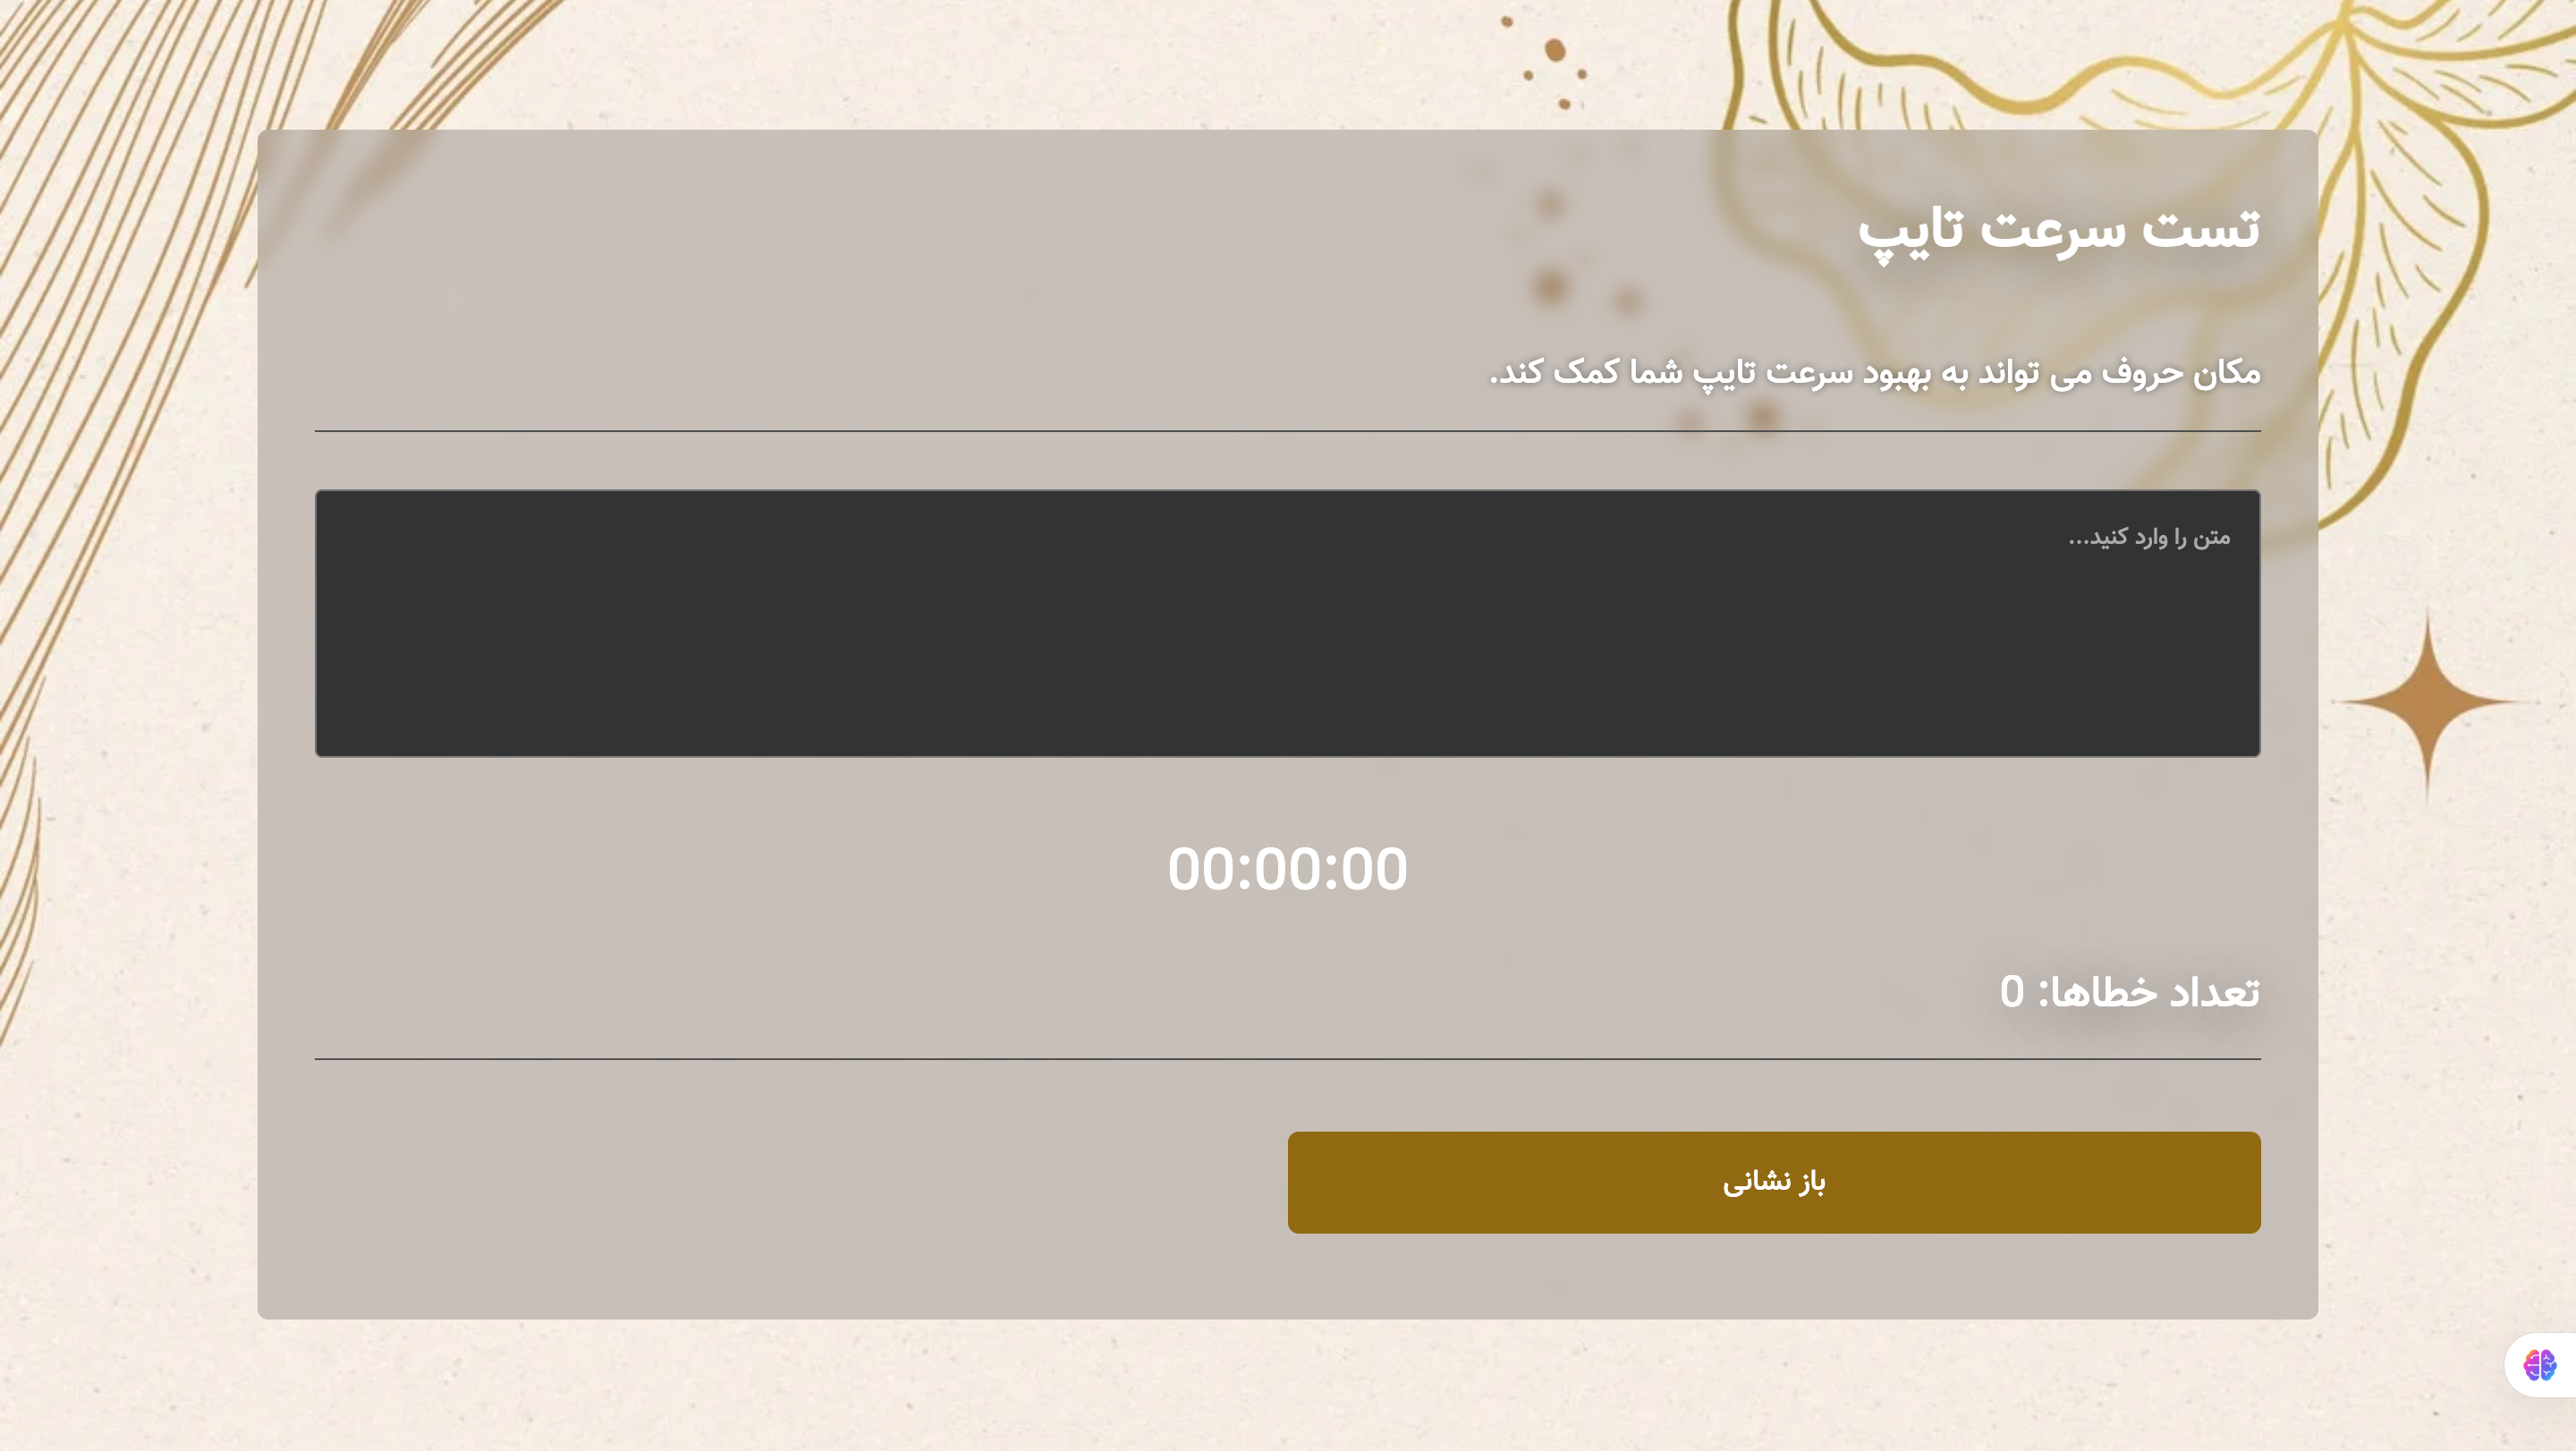 تست سرعت تایپ
مکان حروف می تواند به بهبود سرعت تایپ شما کمک کند.
متن را وارد کنید...
00:00:00
تعداد خطاها: 0
باز نشانی